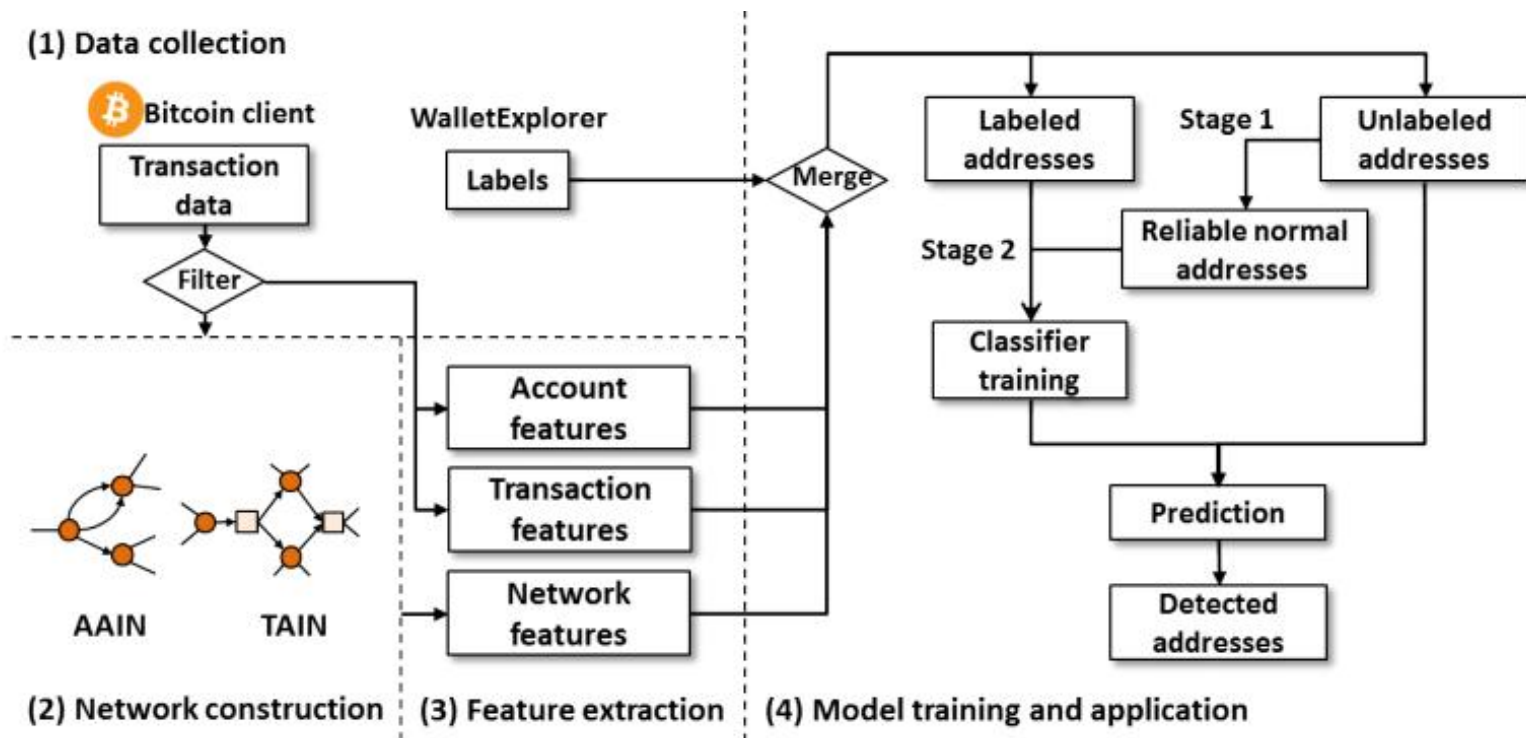 (1) Data collection
Bitcoin client
Transaction
data
Filter
WalletExplorer
Labels
Merge
AAIN
TAIN
(2) Network construction
Account
features
Transaction
features
Network
features
(3) Feature extraction
Labeled
addresses
Stage 1
Unlabeled
addresses
Reliable normal
addresses
Stage 2
Classifier
training
Prediction
Detected
addresses
(4) Model training and application